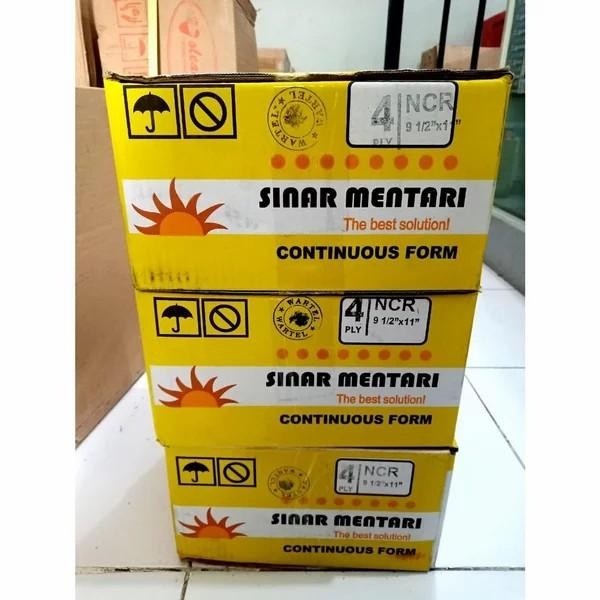 WARTEL
WARTEL
4 PLY
NCR
9 1/2"x11"
SINAR MENTARI
The best solution!
CONTINUOUS FORM
WARTEL
WARTEL
4 PLY
NCR
9 1/2"x11"
SINAR MENTARI
The best solution!
CONTINUOUS FORM
4 PLY
NCR
9 1/2"x11"
SINAR MENTARI
The best solution!
CONTINUOUS FORM